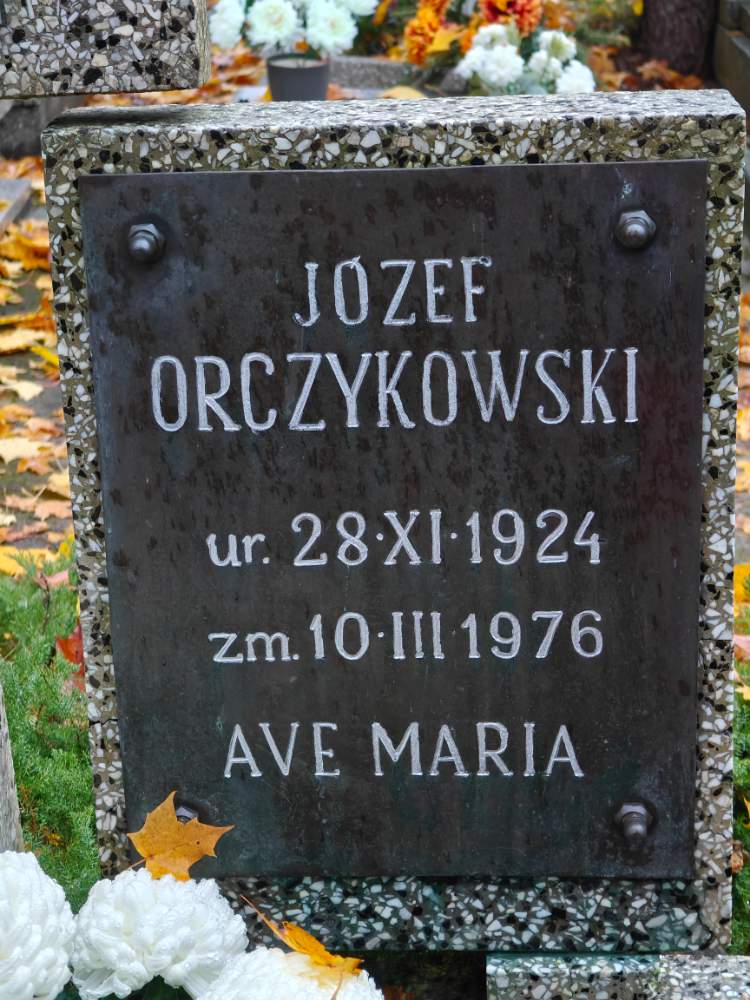 JÓZEF
ORCZYKOWSKI
ur. 28·XI·1924
zm. 10·III·1976
AVE MARIA